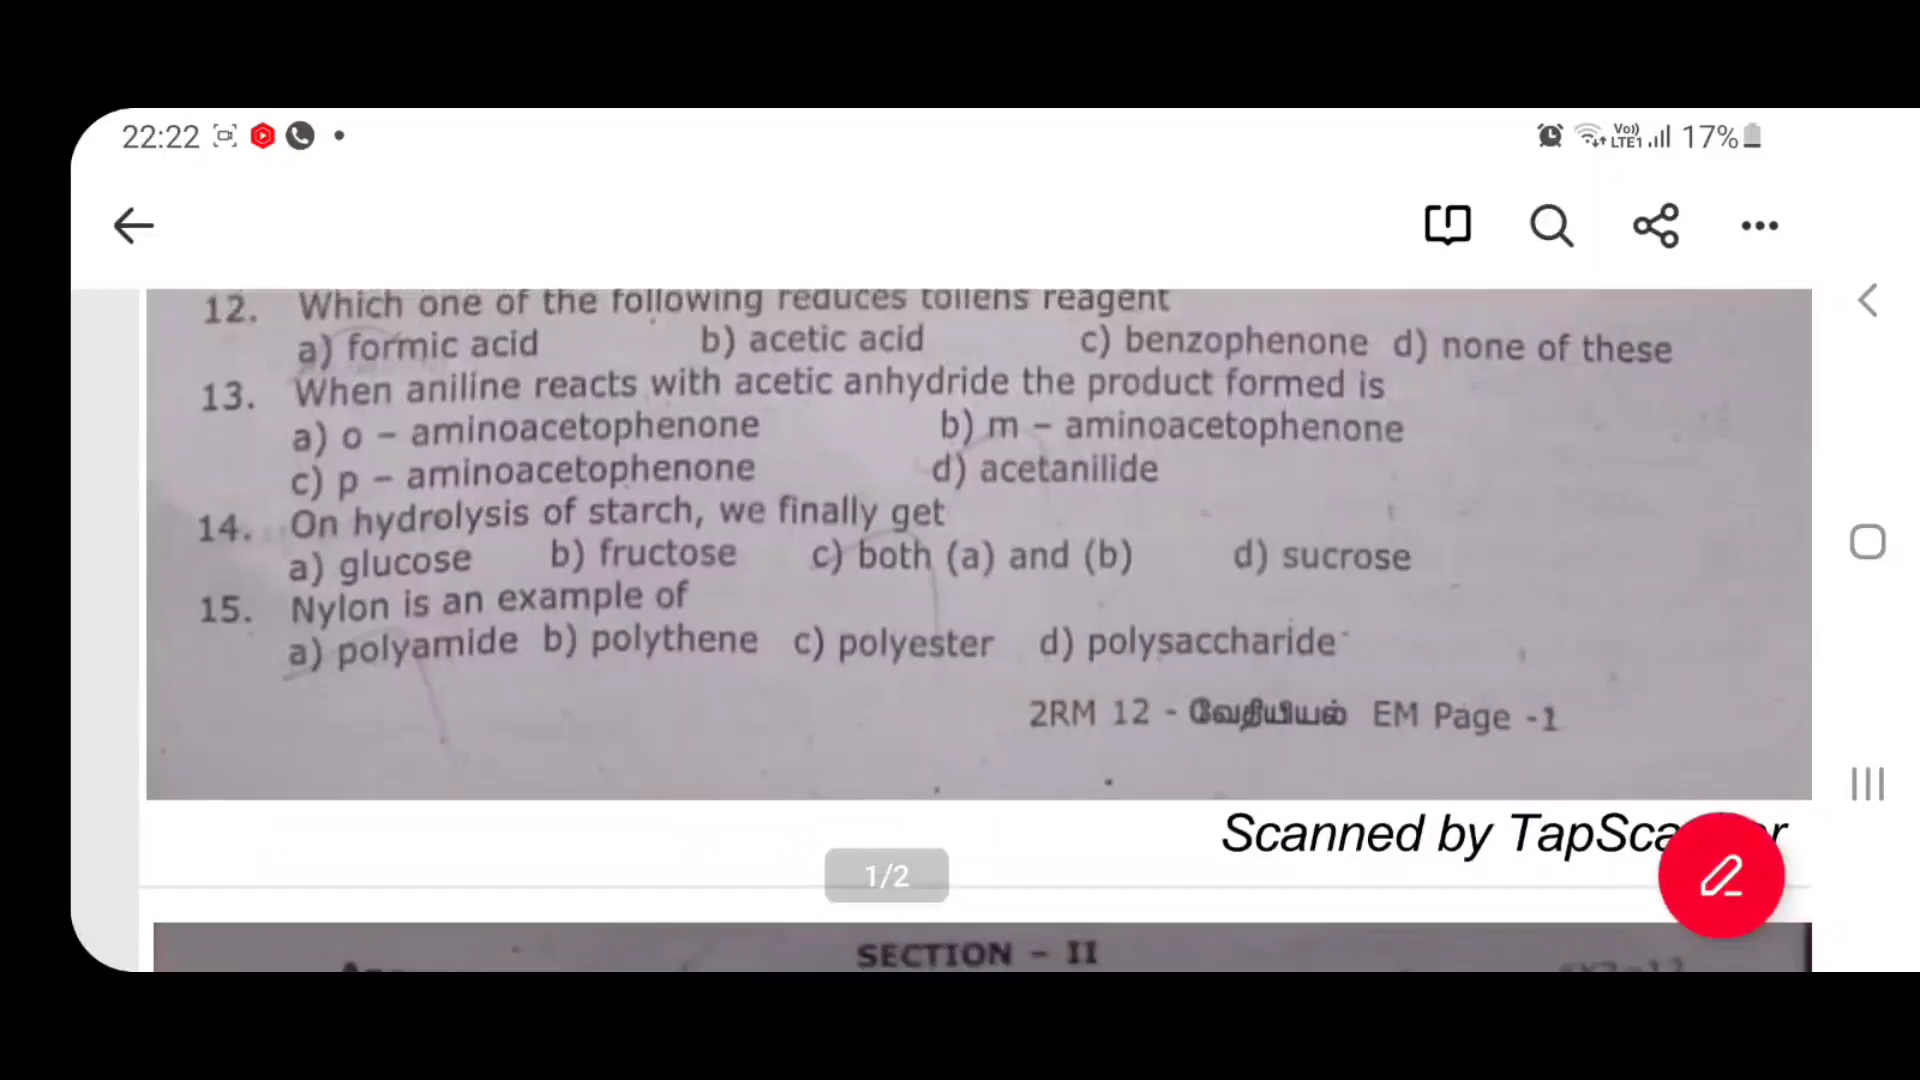 22:22
Vo)) LTE1 17%
12. Which one of the following reduces tollens reagent
a) formic acid b) acetic acid c) benzophenone d) none of these
13. When aniline reacts with acetic anhydride the product formed is
a) o – aminoacetophenone b) m – aminoacetophenone
c) p – aminoacetophenone d) acetanilide
14. On hydrolysis of starch, we finally get
a) glucose b) fructose c) both (a) and (b) d) sucrose
15. Nylon is an example of
a) polyamide b) polythene c) polyester d) polysaccharide
2RM 12 - வேதியியல் EM Page -1
Scanned by
1/2
SECTION - II